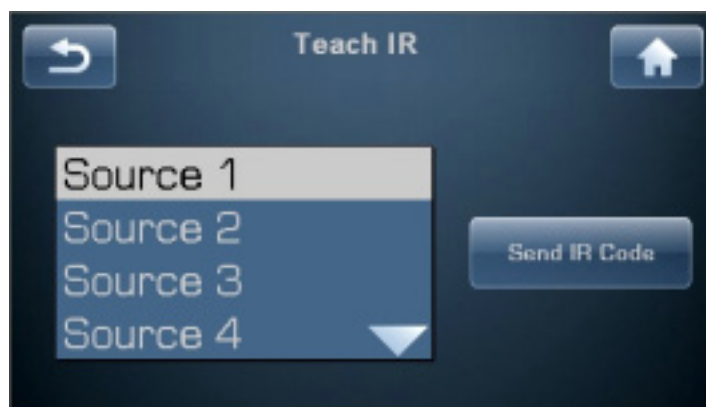 Teach IR
Source 1
Source 2
Source 3
Source 4
Send IR Code